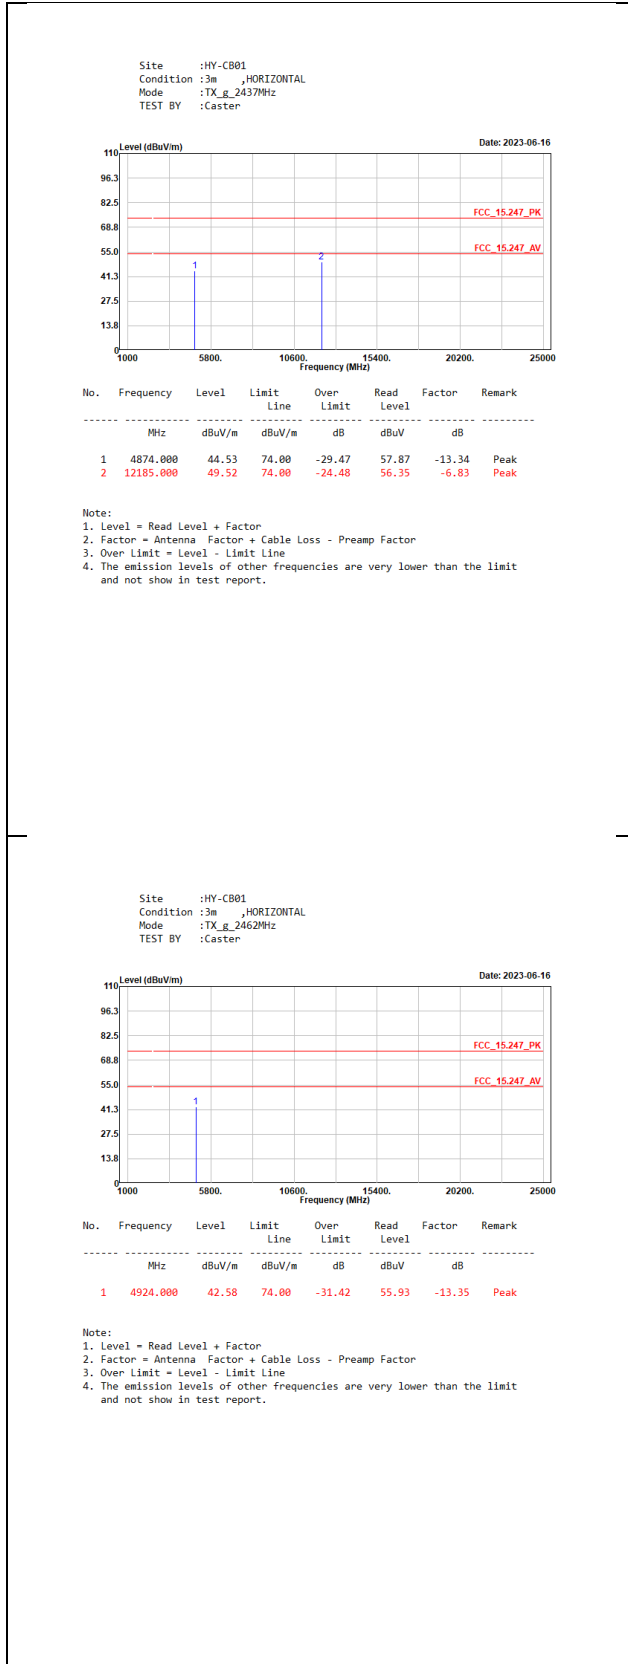 Site :HY-CB01
Condition :3m ,HORIZONTAL
Mode :TX_g_2437MHz
TEST BY :Caster
Level (dBuV/m) Date: 2023-06-16
110
96.3
82.5
FCC_15.247_PK
68.8
FCC_15.247_AV
55.0
2
1
41.3
27.5
13.8
0
1000 5800. 10600. 15400. 20200. 25000
Frequency (MHz)
No. Frequency Level Limit Over Read Factor Remark
Line Limit Level
------ ----------- -------- --------- --------- -------- -------- ---------
MHz dBuV/m dBuV/m dB dBuV dB
1 4874.000 44.53 74.00 -29.47 57.87 -13.34 Peak
2 12185.000 49.52 74.00 -24.48 56.35 -6.83 Peak
Note:
1. Level = Read Level + Factor
2. Factor = Antenna Factor + Cable Loss - Preamp Factor
3. Over Limit = Level - Limit Line
4. The emission levels of other frequencies are very lower than the limit
and not show in test report.
Site :HY-CB01
Condition :3m ,HORIZONTAL
Mode :TX_g_2462MHz
TEST BY :Caster
Level (dBuV/m) Date: 2023-06-16
110
96.3
82.5
FCC_15.247_PK
68.8
FCC_15.247_AV
55.0
1
41.3
27.5
13.8
0
1000 5800. 10600. 15400. 20200. 25000
Frequency (MHz)
No. Frequency Level Limit Over Read Factor Remark
Line Limit Level
------ ----------- -------- --------- --------- -------- -------- ---------
MHz dBuV/m dBuV/m dB dBuV dB
1 4924.000 42.58 74.00 -31.42 55.93 -13.35 Peak
Note:
1. Level = Read Level + Factor
2. Factor = Antenna Factor + Cable Loss - Preamp Factor
3. Over Limit = Level - Limit Line
4. The emission levels of other frequencies are very lower than the limit
and not show in test report.